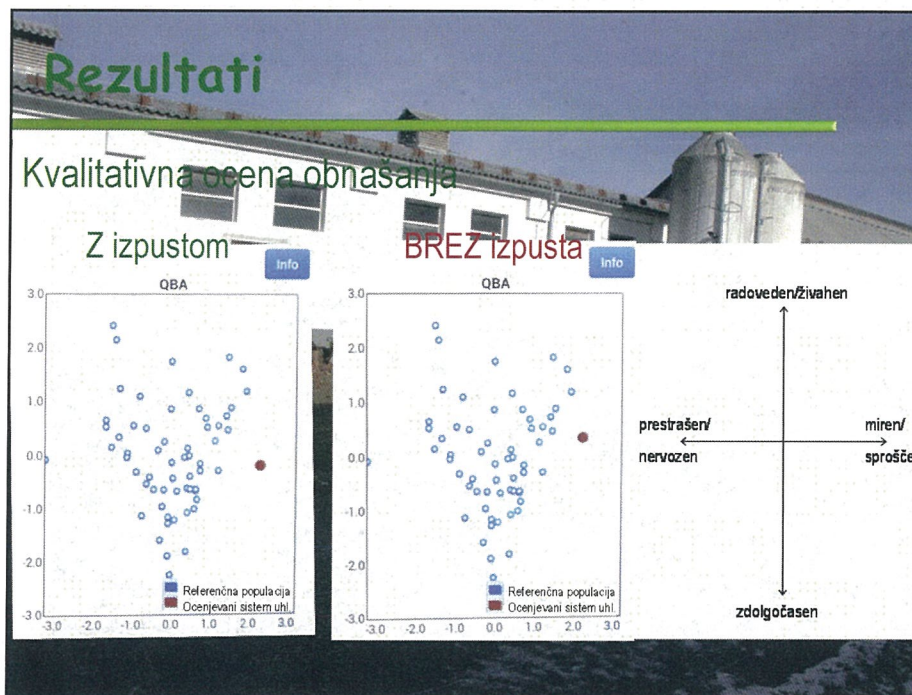 Rezultati
Kvalitativna ocena obnašanja
Z izpustom
BREZ izpusta
Info
QBA
3.0
2.0
1.0
0.0
-1.0
-2.0
-3.0
-3.0 -2.0 -1.0 0.0 1.0 2.0 3.0
Referenčna populacija
Ocenjevani sistem uhl.
Info
QBA
3.0
2.0
1.0
0.0
-1.0
-2.0
-3.0
-3.0 -2.0 -1.0 0.0 1.0 2.0 3.0
Referenčna populacija
Ocenjevani sistem uhl.
radoveden/živahen
prestrašen/
nervozen
miren/
sprošče
zdolgočasen